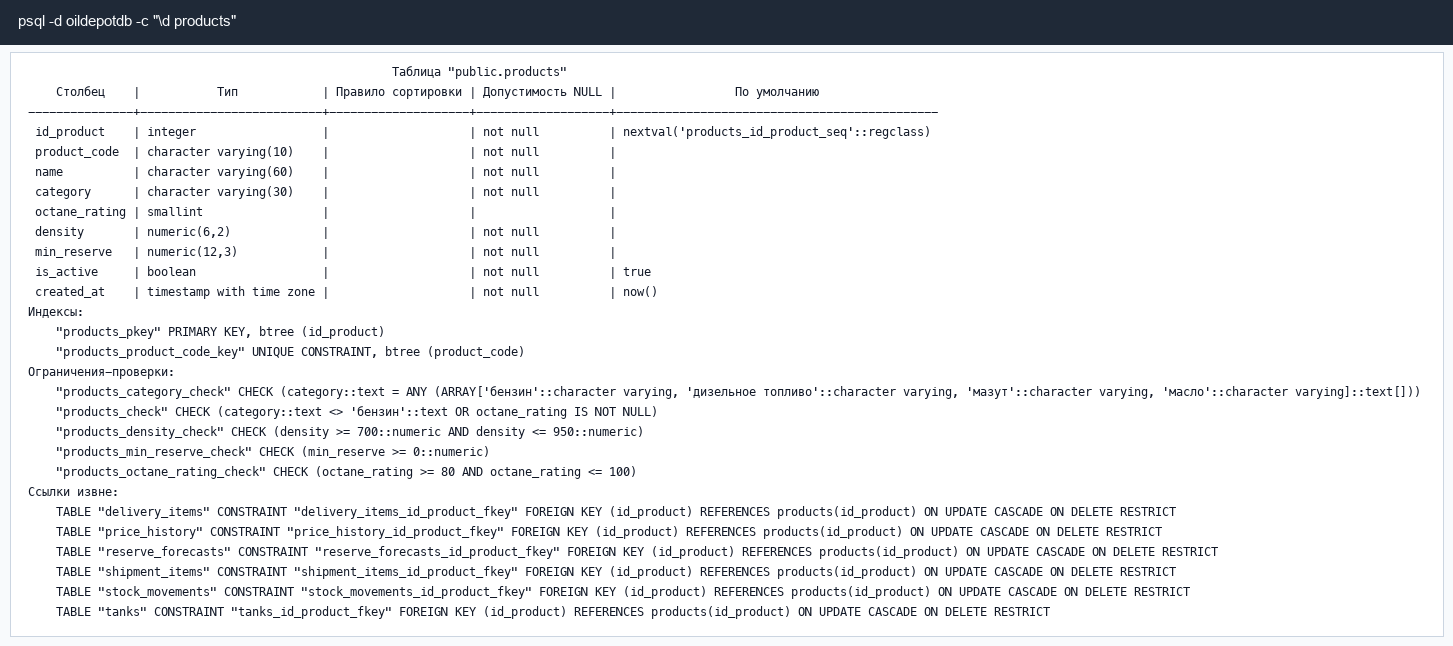 psql -d oildepotdb -c "\d products"
Таблица "public.products"
Столбец | Тип | Правило сортировки | Допустимость NULL | По умолчанию
id_product | integer | | not null | nextval('products_id_product_seq'::regclass)
product_code | character varying(10) | | not null |
name | character varying(60) | | not null |
category | character varying(30) | | not null |
octane_rating | smallint | | |
density | numeric(6,2) | | not null |
min_reserve | numeric(12,3) | | not null |
is_active | boolean | | not null | true
created_at | timestamp with time zone | | not null | now()
Индексы:
"products_pkey" PRIMARY KEY, btree (id_product)
"products_product_code_key" UNIQUE CONSTRAINT, btree (product_code)
Ограничения-проверки:
"products_category_check" CHECK (category::text = ANY (ARRAY['бензин'::character varying, 'дизельное топливо'::character varying, 'мазут'::character varying, 'масло'::character varying]::text[]))
"products_check" CHECK (category::text <> 'бензин'::text OR octane_rating IS NOT NULL)
"products_density_check" CHECK (density >= 700::numeric AND density <= 950::numeric)
"products_min_reserve_check" CHECK (min_reserve >= 0::numeric)
"products_octane_rating_check" CHECK (octane_rating >= 80 AND octane_rating <= 100)
Ссылки извне:
TABLE "delivery_items" CONSTRAINT "delivery_items_id_product_fkey" FOREIGN KEY (id_product) REFERENCES products(id_product) ON UPDATE CASCADE ON DELETE RESTRICT
TABLE "price_history" CONSTRAINT "price_history_id_product_fkey" FOREIGN KEY (id_product) REFERENCES products(id_product) ON UPDATE CASCADE ON DELETE RESTRICT
TABLE "reserve_forecasts" CONSTRAINT "reserve_forecasts_id_product_fkey" FOREIGN KEY (id_product) REFERENCES products(id_product) ON UPDATE CASCADE ON DELETE RESTRICT
TABLE "shipment_items" CONSTRAINT "shipment_items_id_product_fkey" FOREIGN KEY (id_product) REFERENCES products(id_product) ON UPDATE CASCADE ON DELETE RESTRICT
TABLE "stock_movements" CONSTRAINT "stock_movements_id_product_fkey" FOREIGN KEY (id_product) REFERENCES products(id_product) ON UPDATE CASCADE ON DELETE RESTRICT
TABLE "tanks" CONSTRAINT "tanks_id_product_fkey" FOREIGN KEY (id_product) REFERENCES products(id_product) ON UPDATE CASCADE ON DELETE RESTRICT